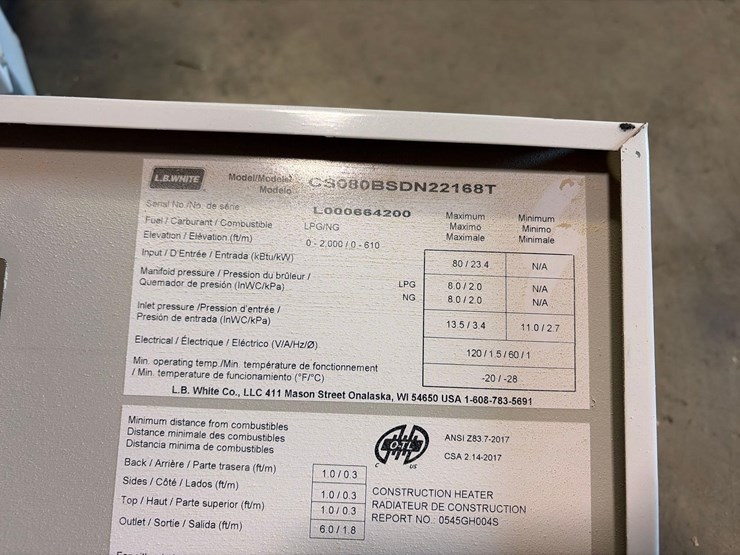 L.B.WHITE
Model/Modèle/
Modelo
CS080BSDN22168T
Serial No./No. de série
L000664200
Fuel / Carburant / Combustible
LPG/NG
Elevation / Elévation (ft/m)
0 - 2,000 / 0 - 610
Maximum
Maximo
Maximale
Minimum
Minimo
Minimale
Input / D'Entrée / Entrada (kBtu/kW)
80 / 23.4
N/A
Manifold pressure / Pression du brûleur /
Quemador de presión (InWC/kPa)
LPG 8.0 / 2.0 N/A
NG 8.0 / 2.0 N/A
Inlet pressure /Pression d'entrée /
Presión de entrada (InWC/kPa)
13.5 / 3.4
11.0 / 2.7
Electrical / Électrique / Eléctrico (V/A/Hz/Ø)
120 / 1.5 / 60 / 1
Min. operating temp./Min. température de fonctionnement
/ Min. température de funcionamiento (°F/°C)
-20 / -28
L.B. White Co., LLC 411 Mason Street Onalaska, WI 54650 USA 1-608-783-5691
Minimum distance from combustibles
Distance minimale des combustibles
Distancia minima de combustibles
Back / Arrière / Parte trasera (ft/m)
1.0 / 0.3
Sides / Côté / Lados (ft/m)
1.0 / 0.3
Top / Haut / Parte superior (ft/m)
1.0 / 0.3
Outlet / Sortie / Salida (ft/m)
6.0 / 1.8
O-TL
C US
ANSI Z83.7-2017
CSA 2.14-2017
CONSTRUCTION HEATER
RADIATEUR DE CONSTRUCTION
REPORT NO.: 0545GH004S